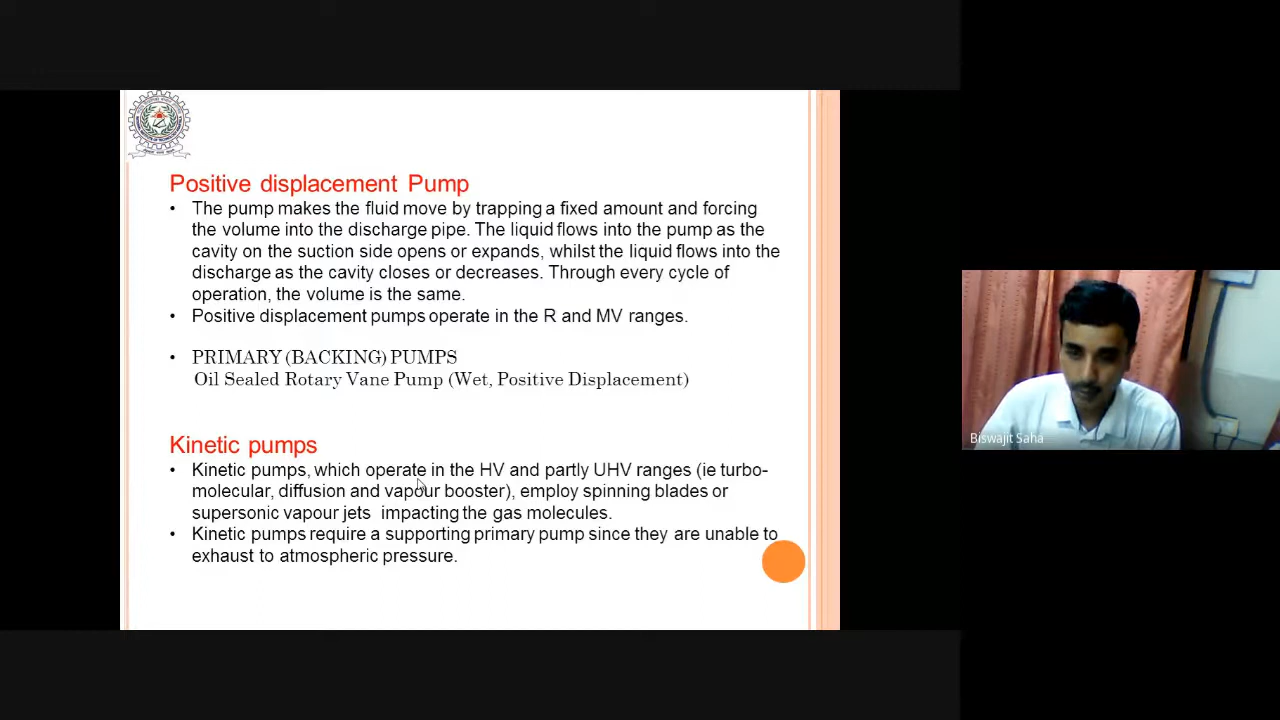 Positive displacement Pump
• The pump makes the fluid move by trapping a fixed amount and forcing
the volume into the discharge pipe. The liquid flows into the pump as the
cavity on the suction side opens or expands, whilst the liquid flows into the
discharge as the cavity closes or decreases. Through every cycle of
operation, the volume is the same.
• Positive displacement pumps operate in the R and MV ranges.
• PRIMARY (BACKING) PUMPS
Oil Sealed Rotary Vane Pump (Wet, Positive Displacement)
Kinetic pumps
• Kinetic pumps, which operate in the HV and partly UHV ranges (ie turbo-
molecular, diffusion and vapour booster), employ spinning blades or
supersonic vapour jets impacting the gas molecules.
• Kinetic pumps require a supporting primary pump since they are unable to
exhaust to atmospheric pressure.
Biswajit Saha